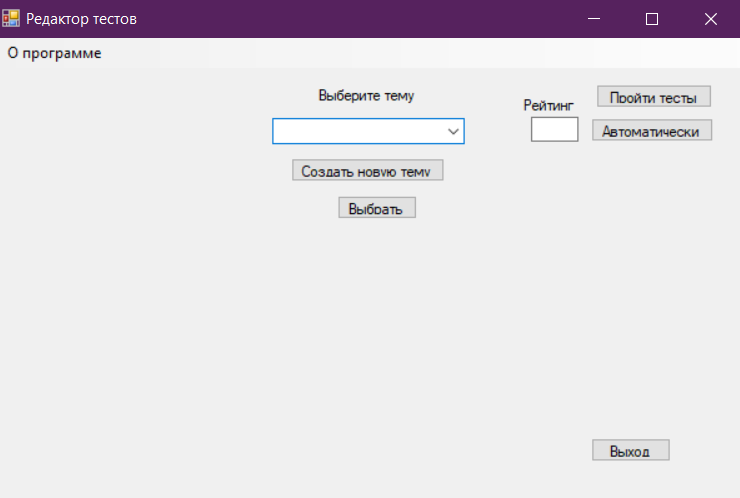 Редактор тестов
О программе
Выберите тему
Рейтинг
Пройти тесты
Автоматически
Создать новую тему
Выбрать
Выход